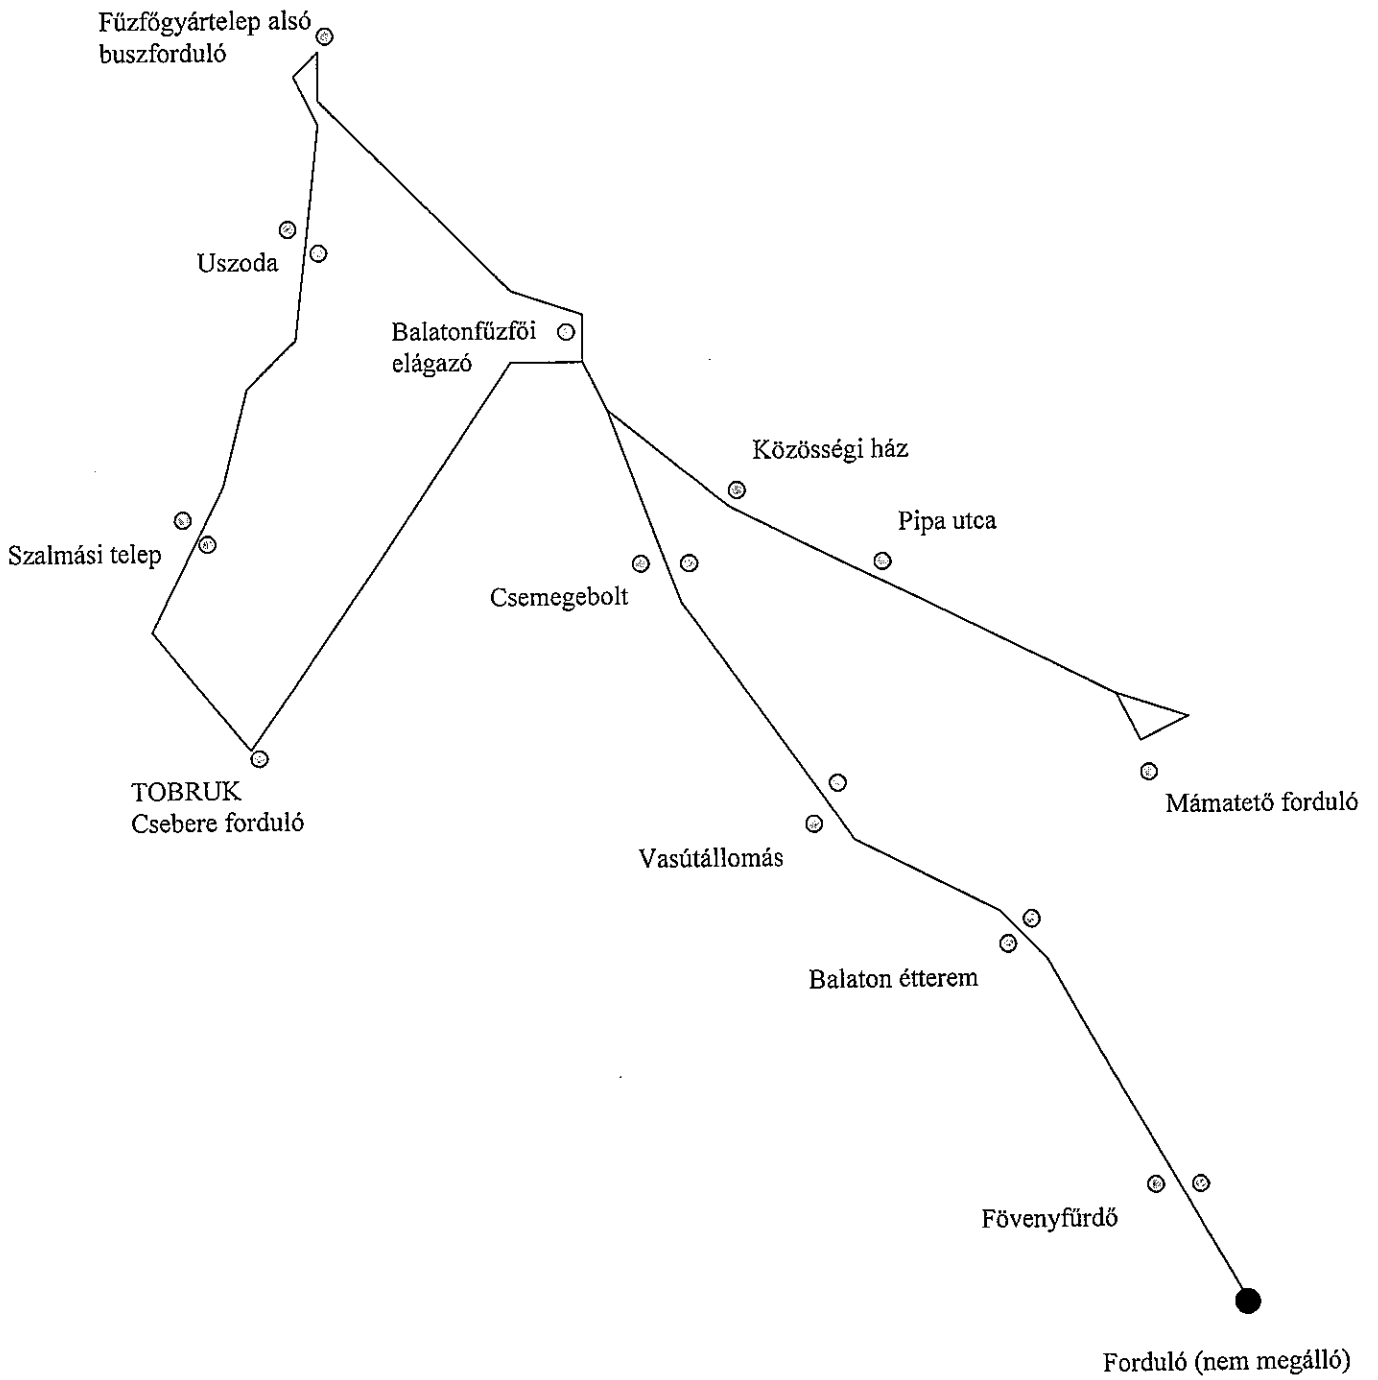 Fűzfőgyártelep alsó
buszforduló
Uszoda
Balatonfűzfői
elágazó
Közösségi ház
Pipa utca
Szalmási telep
Csemegebolt
TOBRUK
Csebere forduló
Mámatető forduló
Vasútállomás
Balaton étterem
Fövenyfűrdő
Forduló (nem megálló)